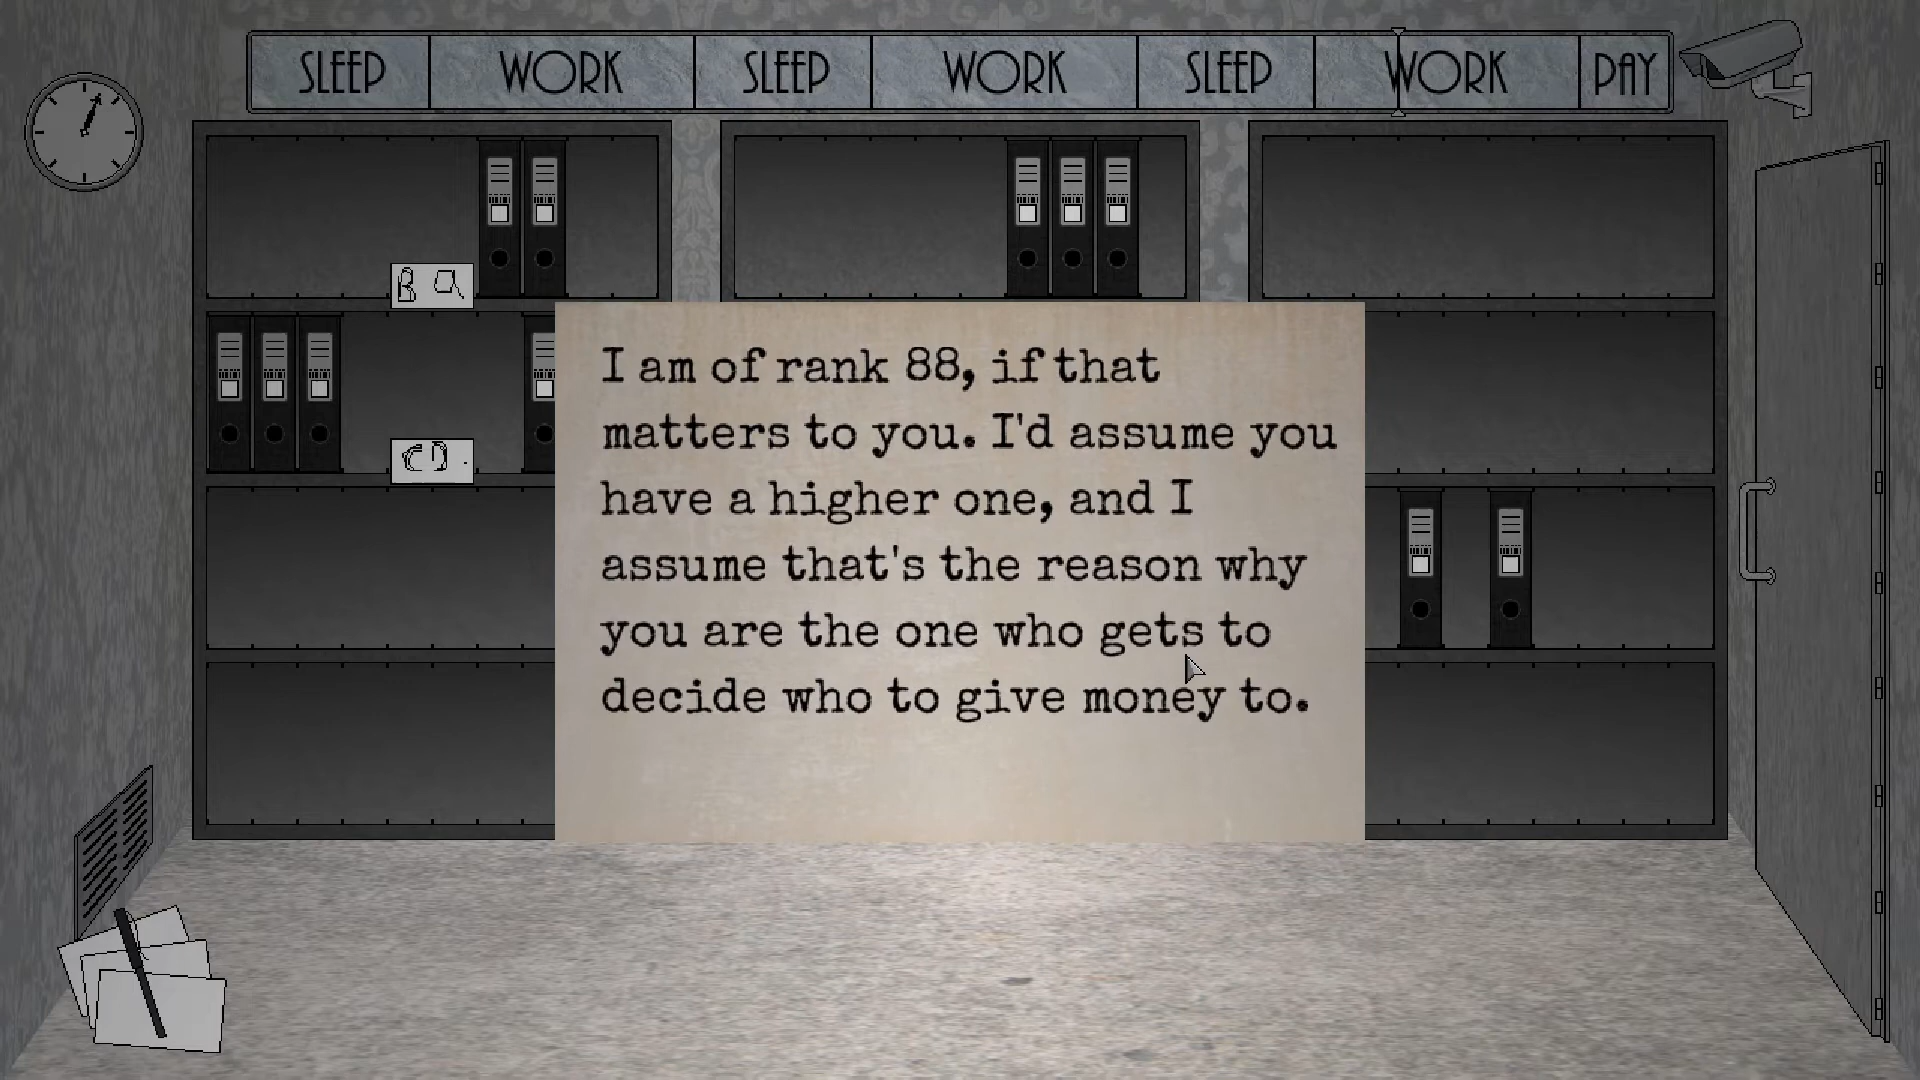 SLEEP WORK SLEEP WORK SLEEP WORK PAY
B a
CD.
I am of rank 88, if that
matters to you. I'd assume you
have a higher one, and I
assume that's the reason why
you are the one who gets to
decide who to give money to.